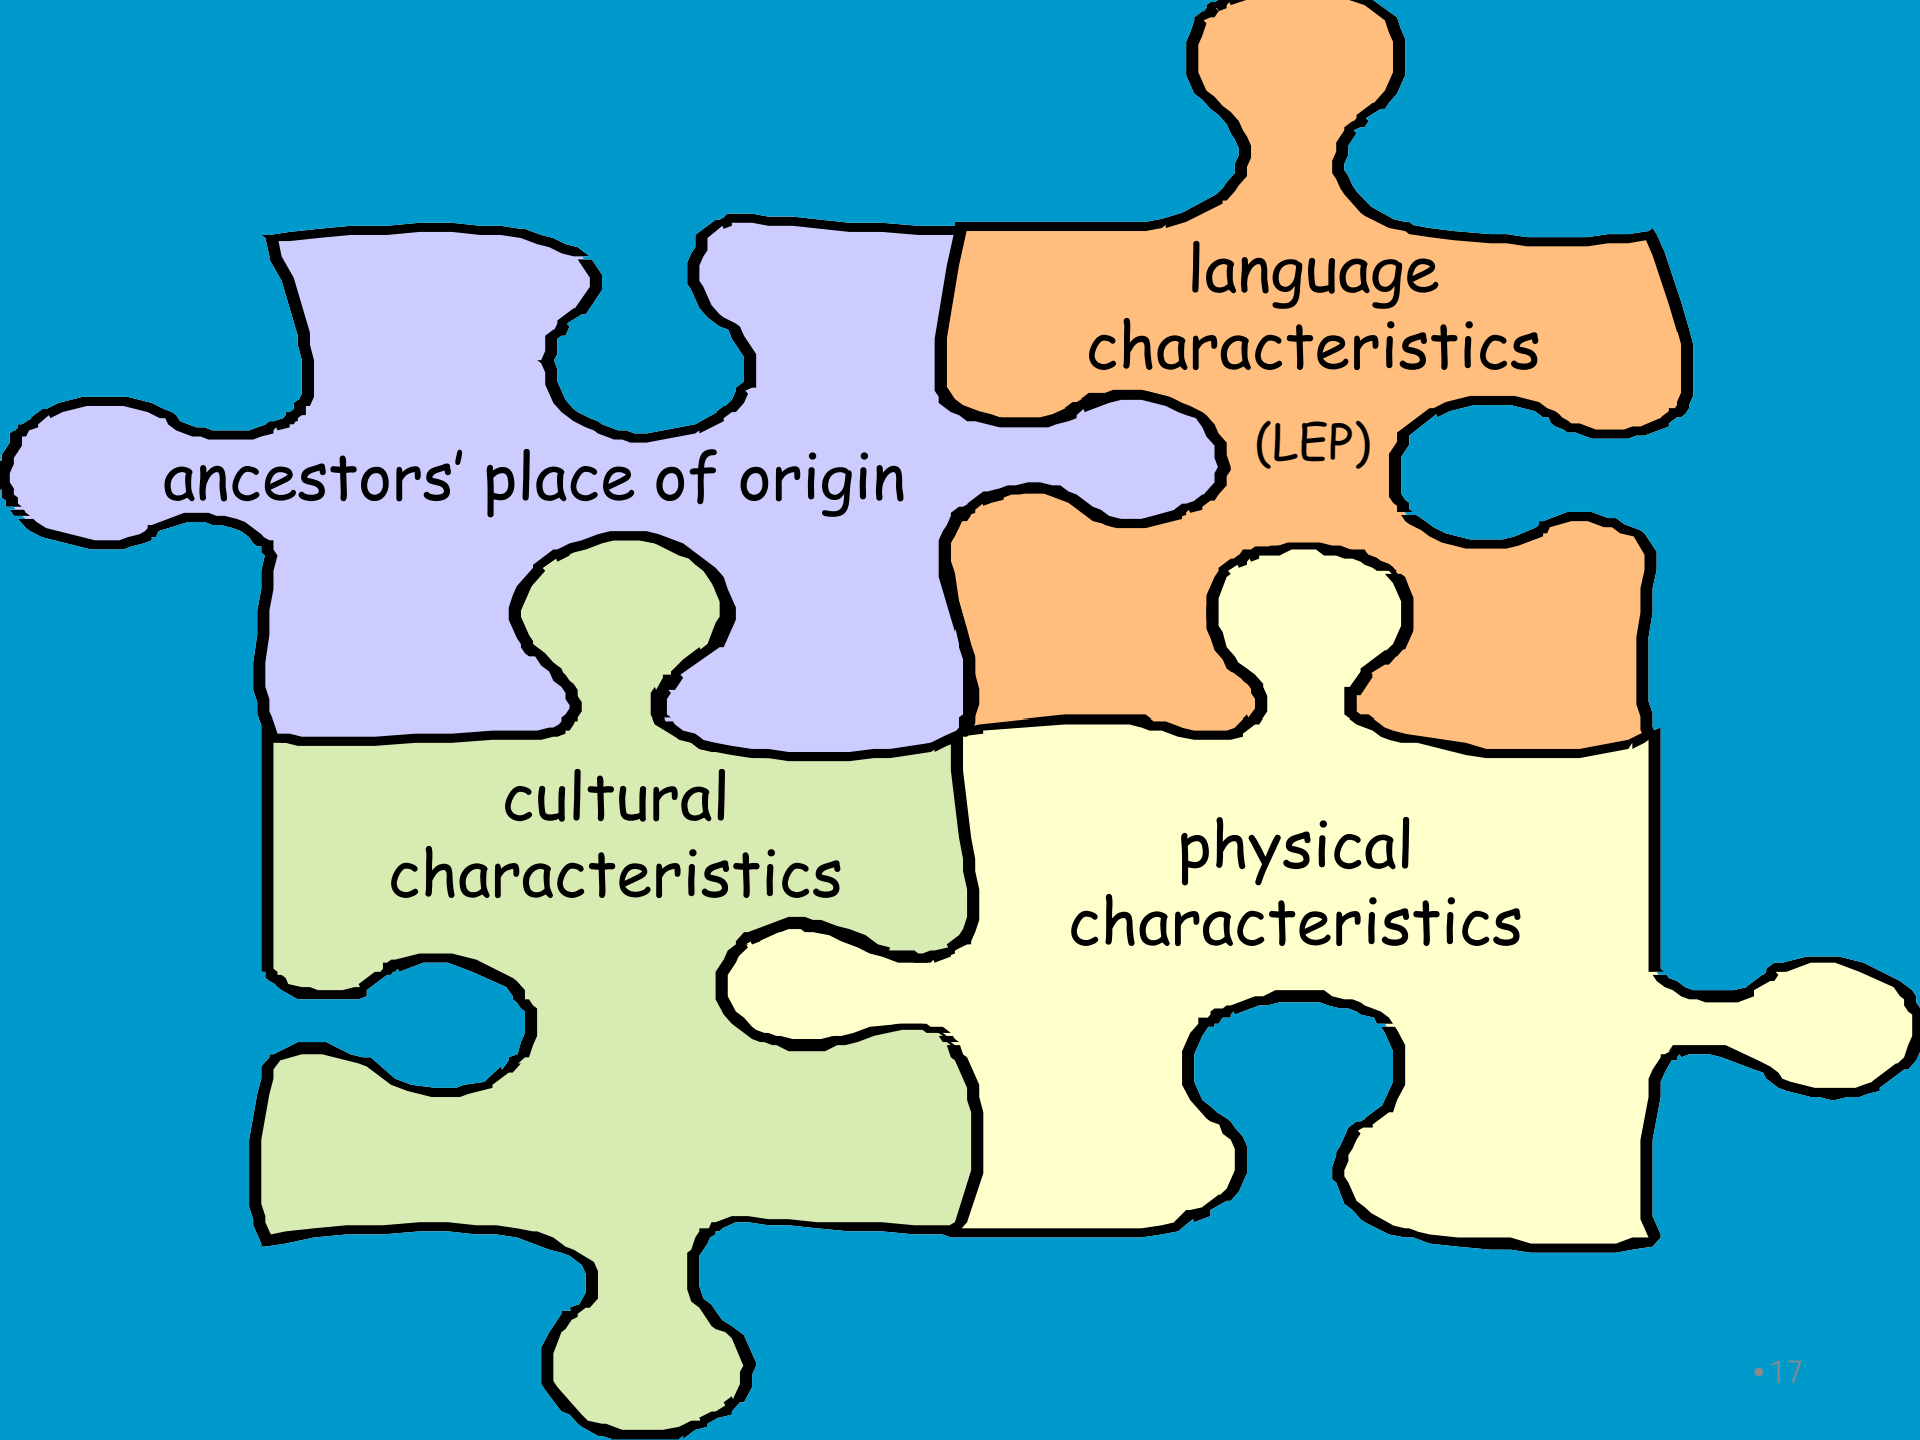 language
characteristics
(LEP)
ancestors’ place of origin
cultural
characteristics
physical
characteristics
•17